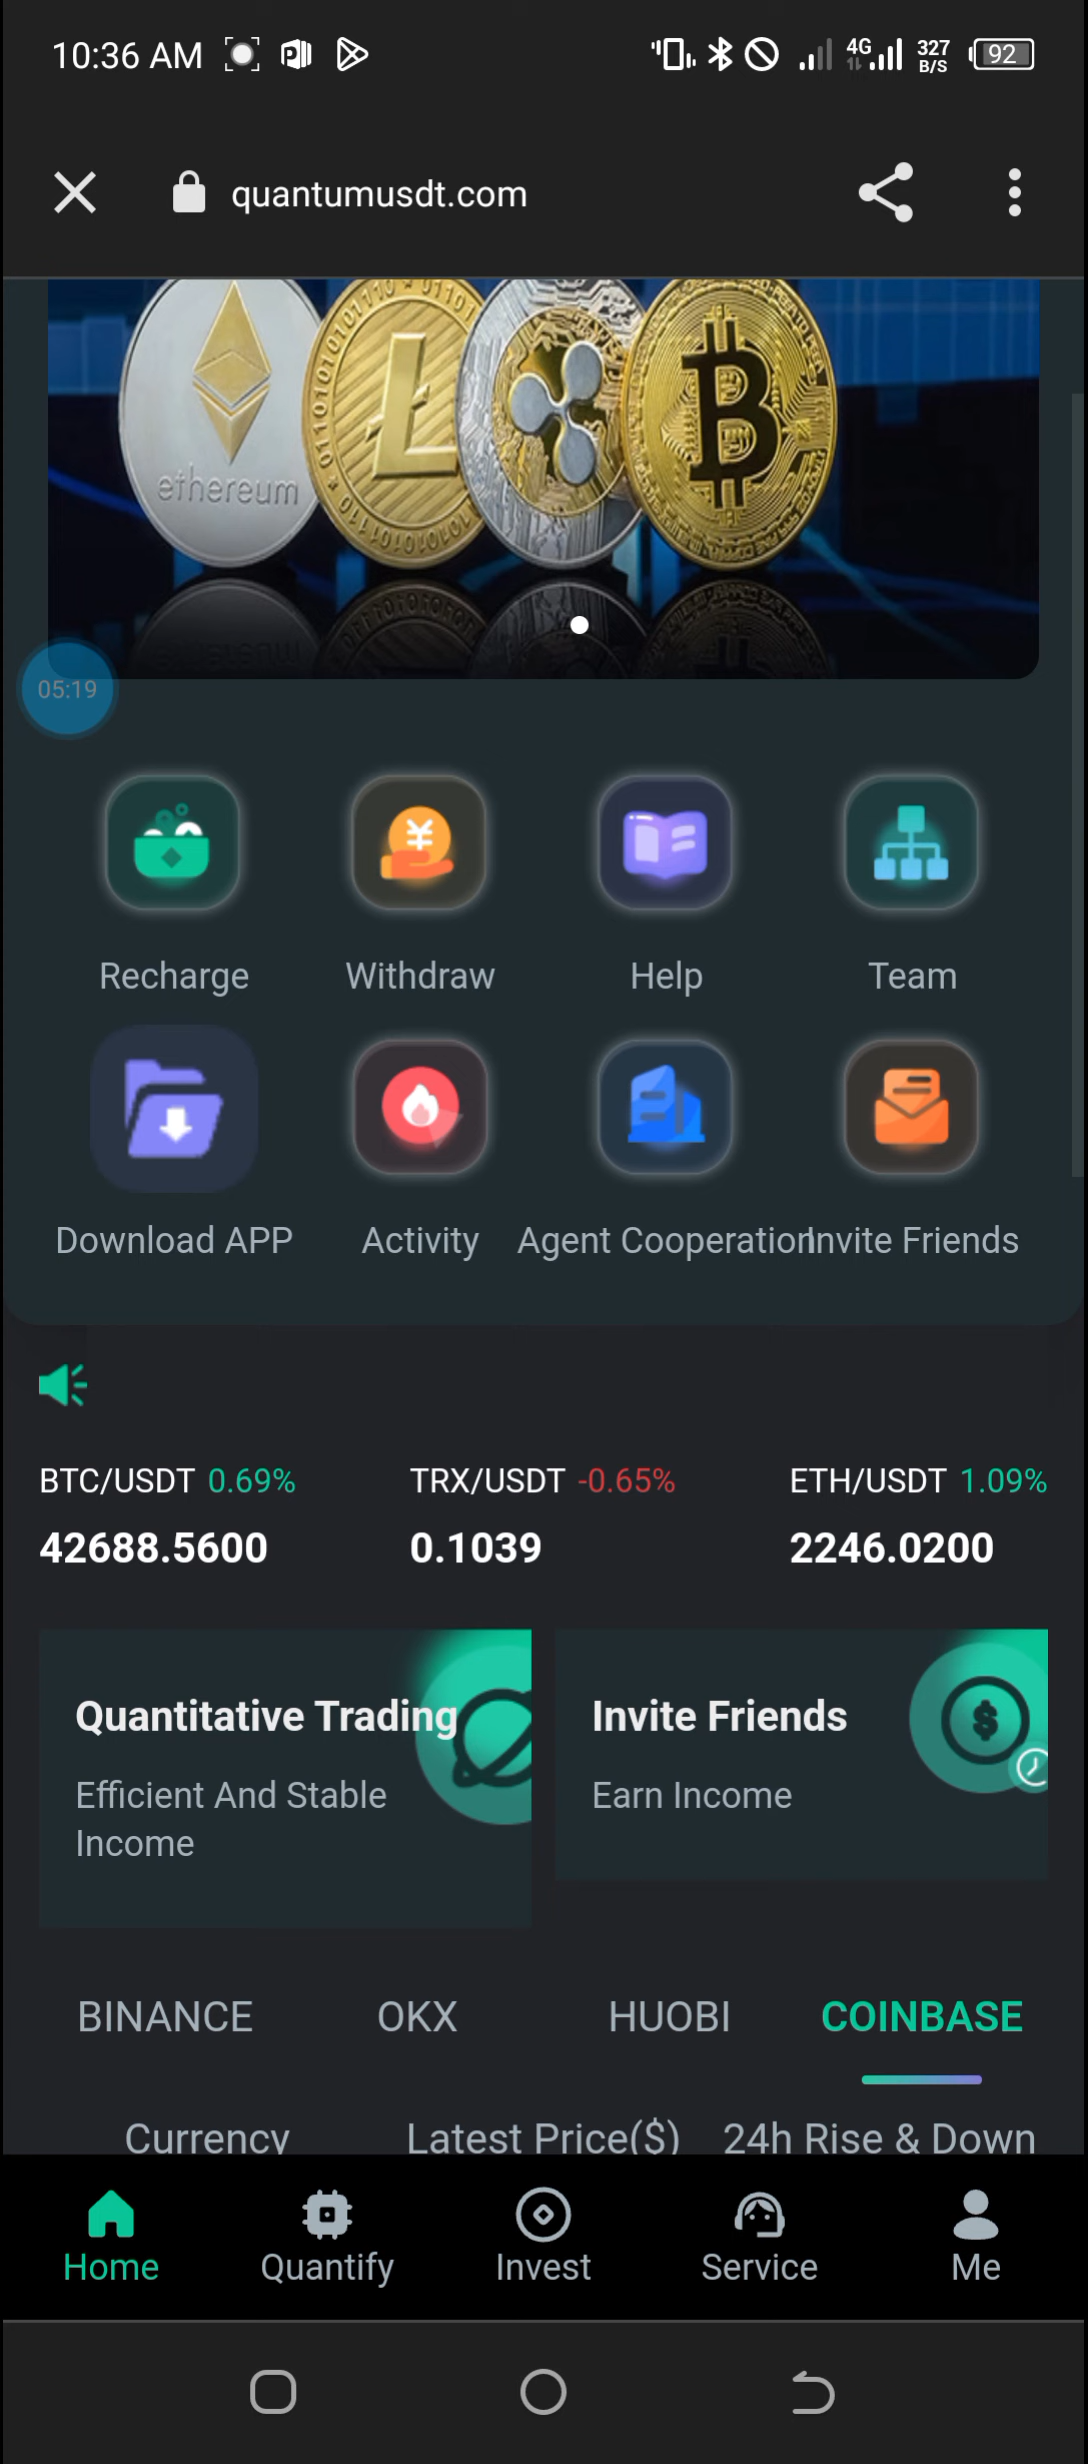 10:36 AM
4G
327
B/S
92
quantumusdt.com
ethereum
05:19
Recharge
Withdraw
Help
Team
Download APP
Activity
Agent Cooperation
Invite Friends
BTC/USDT 0.69%
TRX/USDT -0.65%
ETH/USDT 1.09%
42688.5600
0.1039
2246.0200
Quantitative Trading
Efficient And Stable
Income
Invite Friends
Earn Income
BINANCE
OKX
HUOBI
COINBASE
Currency
Latest Price($)
24h Rise & Down
Home
Quantify
Invest
Service
Me